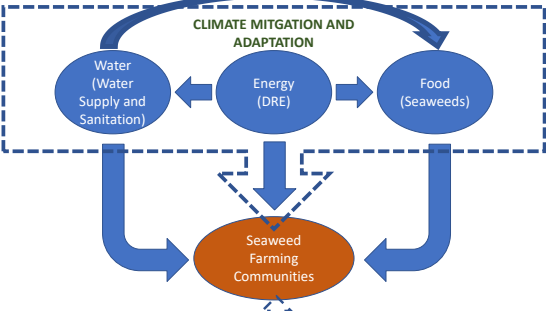 CLIMATE MITGATION AND
ADAPTATION
Water
(Water
Supply and
Sanitation)
Energy
(DRE)
Food
(Seaweeds)
Seaweed
Farming
Communities